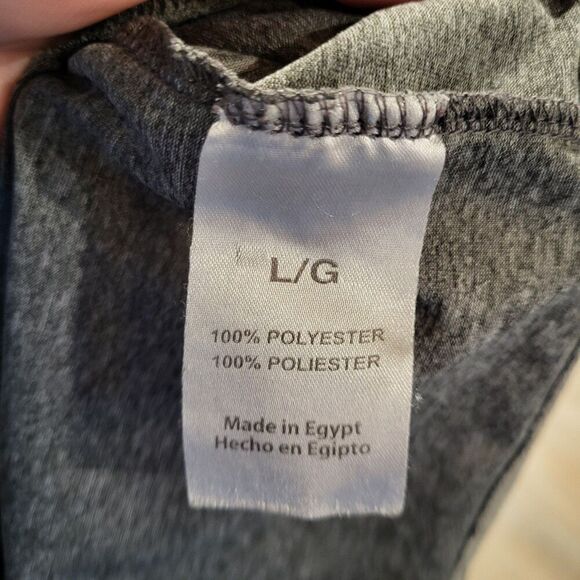 L/G
100% POLYESTER
100% POLIESTER
Made in Egypt
Hecho en Egipto